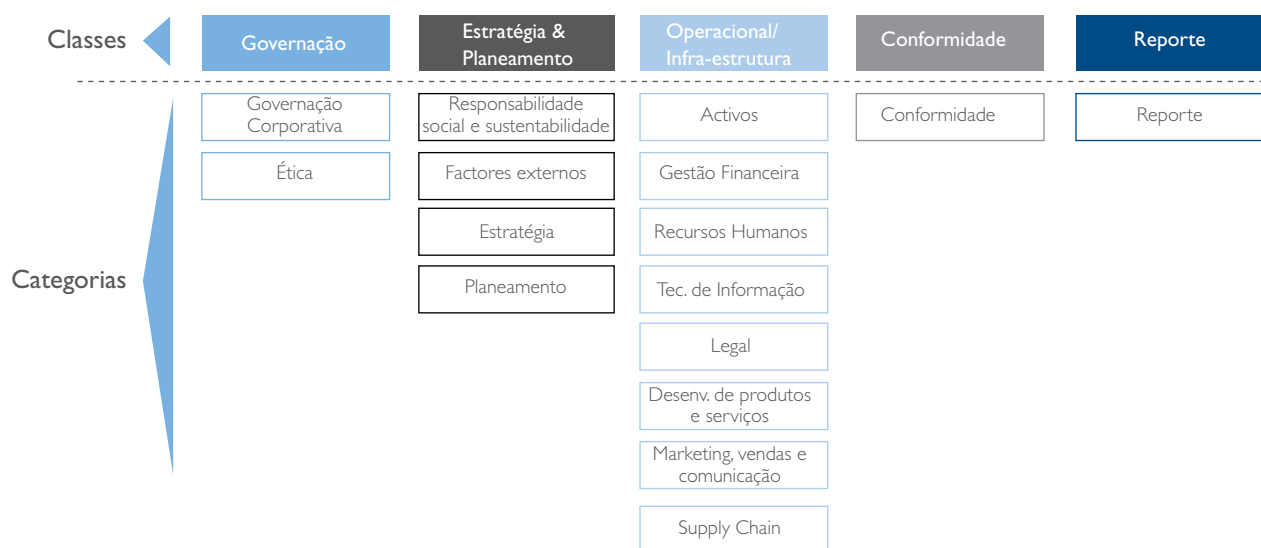 Classes
Governação
Estratégia &
Planeamento
Operacional/
Infra-estrutura
Conformidade
Reporte
Categorias
Governação
Corporativa
Ética
Responsabilidade
social e sustentabilidade
Factores externos
Estratégia
Planeamento
Activos
Gestão Financeira
Recursos Humanos
Tec. de Informação
Legal
Desenv. de produtos
e serviços
Marketing, vendas e
comunicação
Supply Chain
Conformidade
Reporte